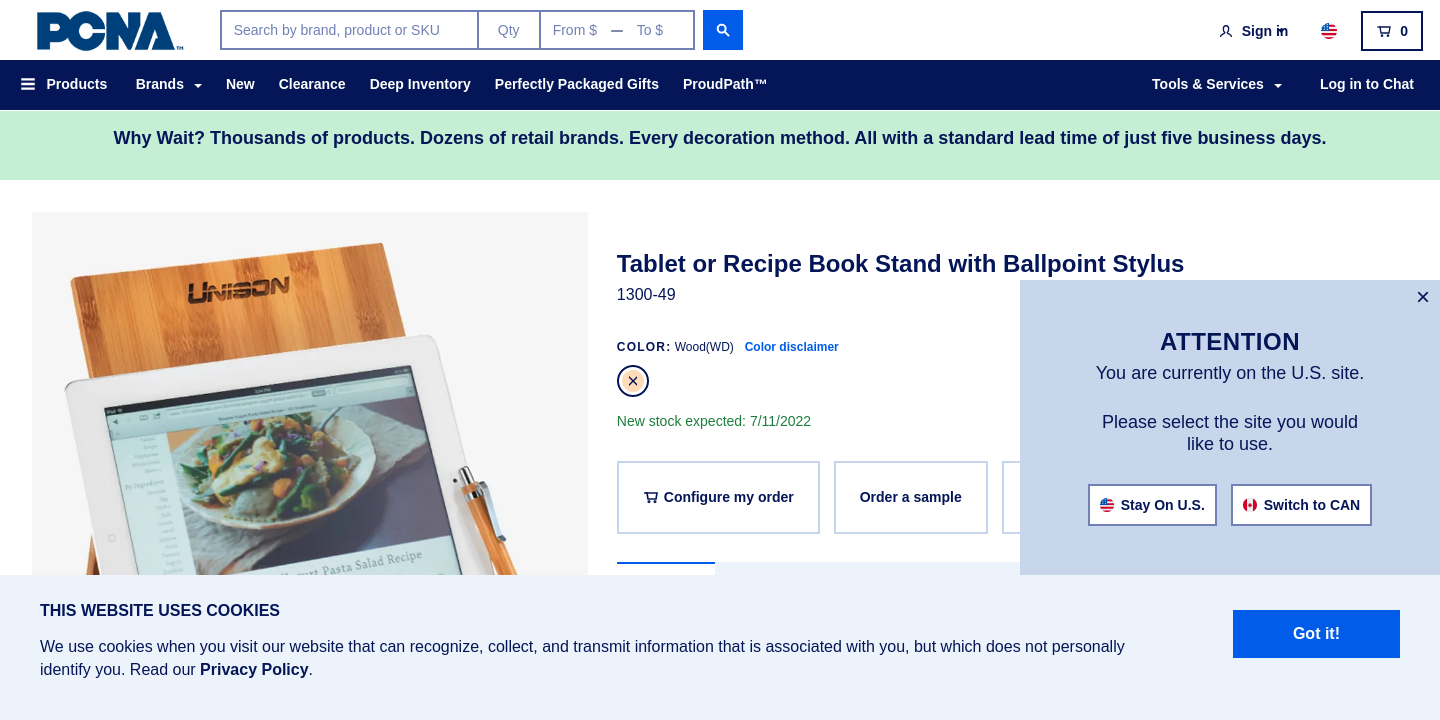 PCNA™
Search by brand, product or SKU
Qty
From $ — To $
Sign in
0
Products
Brands
New
Clearance
Deep Inventory
Perfectly Packaged Gifts
ProudPath™
Tools & Services
Log in to Chat
Why Wait? Thousands of products. Dozens of retail brands. Every decoration method. All with a standard lead time of just five business days.
UNISON
Tablet or Recipe Book Stand with Ballpoint Stylus
1300-49
COLOR: Wood(WD) Color disclaimer
New stock expected: 7/11/2022
Configure my order
Order a sample
×
ATTENTION
You are currently on the U.S. site.
Please select the site you would
like to use.
Stay On U.S.
Switch to CAN
Pasta Salad Recipe
THIS WEBSITE USES COOKIES
We use cookies when you visit our website that can recognize, collect, and transmit information that is associated with you, but which does not personally
identify you. Read our Privacy Policy.
Got it!